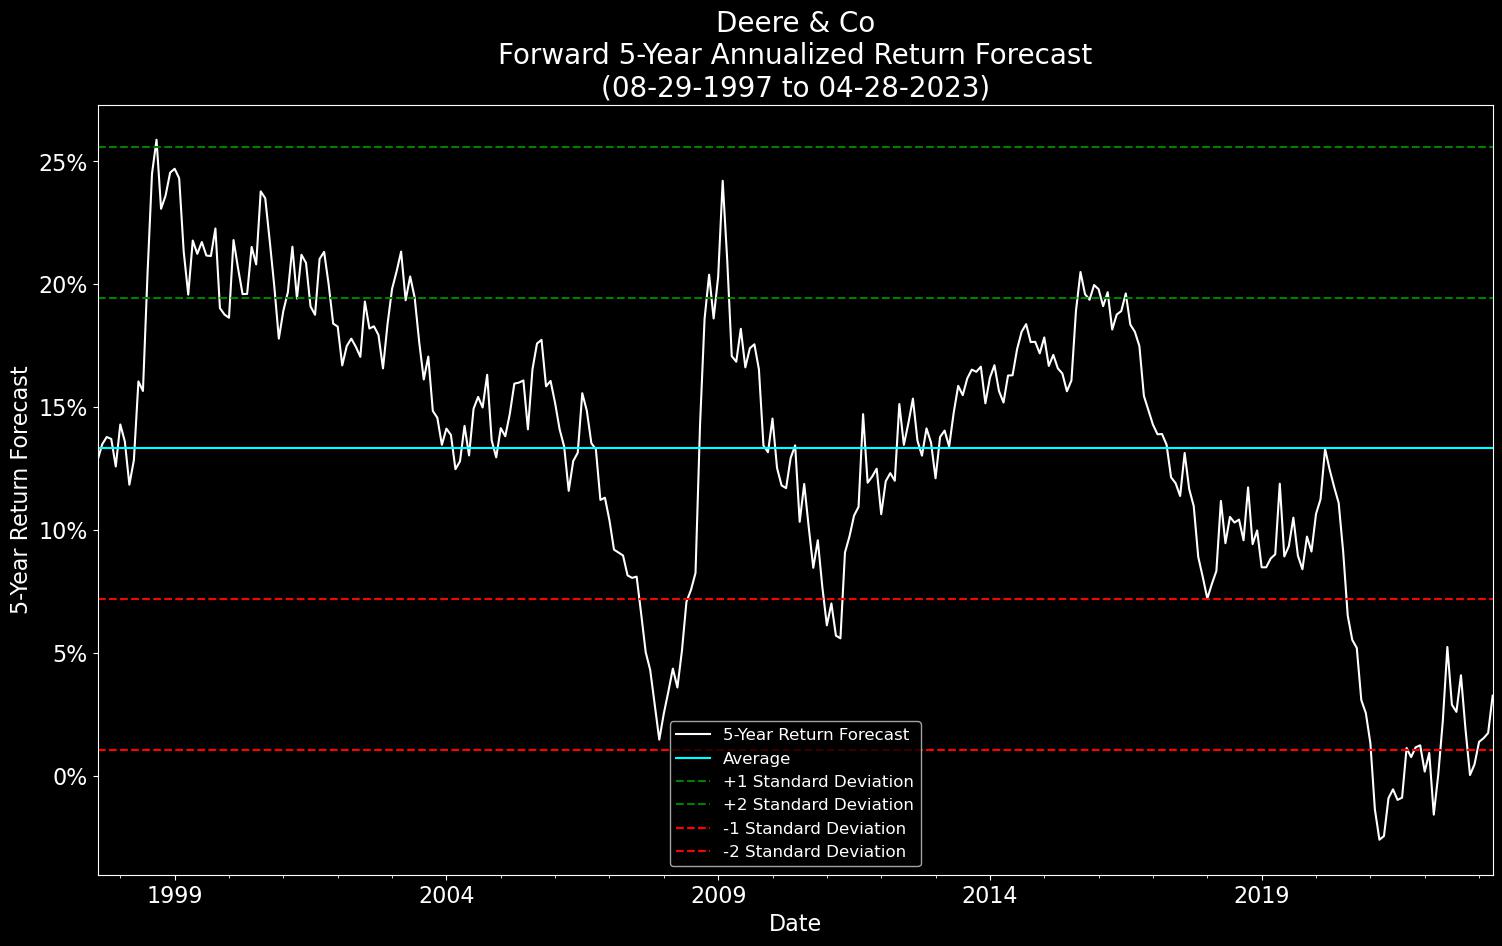 Deere & Co
Forward 5-Year Annualized Return Forecast
(08-29-1997 to 04-28-2023)
5-Year Return Forecast
25%
20%
15%
10%
5%
0%
5-Year Return Forecast
Average
+1 Standard Deviation
+2 Standard Deviation
-1 Standard Deviation
-2 Standard Deviation
1999 2004 2009 2014 2019
Date